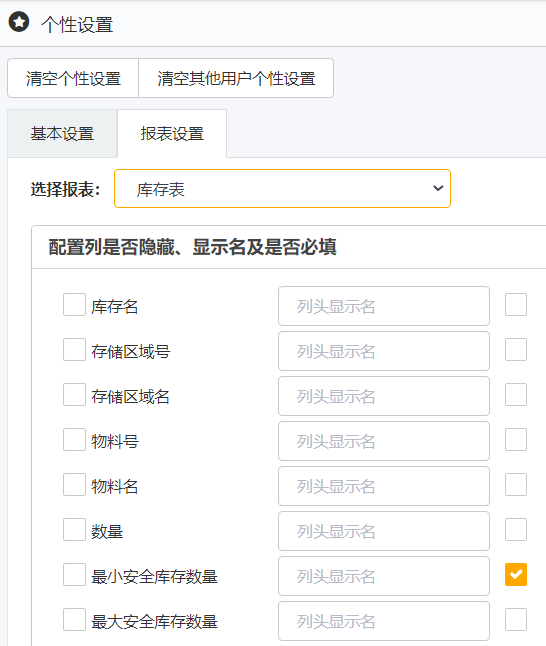 个性设置
清空个性设置 清空其他用户个性设置
基本设置 报表设置
选择报表： 库存表
配置列是否隐藏、显示名及是否必填
库存名 列头显示名
存储区域号 列头显示名
存储区域名 列头显示名
物料号 列头显示名
物料名 列头显示名
数量 列头显示名
最小安全库存数量 列头显示名
最大安全库存数量 列头显示名